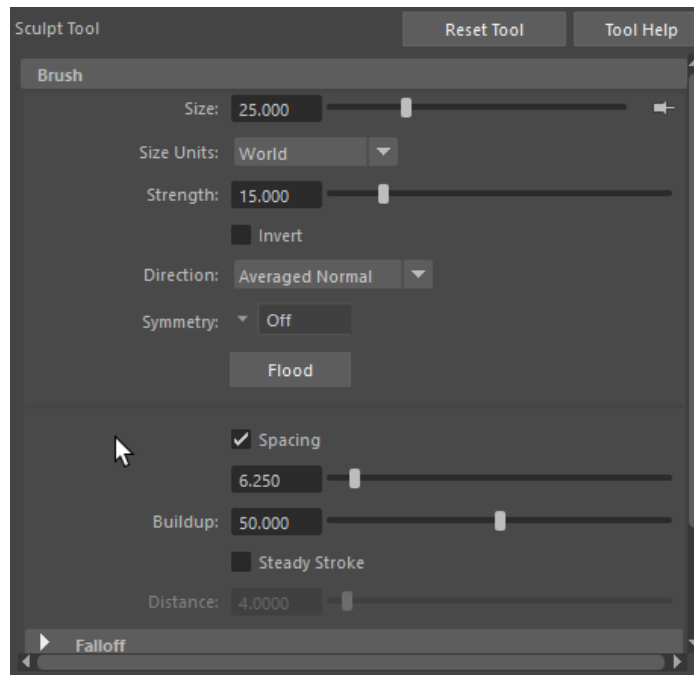 Sculpt Tool Reset Tool Tool Help
Brush
Size: 25.000
Size Units: World
Strength: 15.000
Invert
Direction: Averaged Normal
Symmetry: Off
Flood
Spacing
6.250
Buildup: 50.000
Steady Stroke
Distance: 4.0000
Falloff